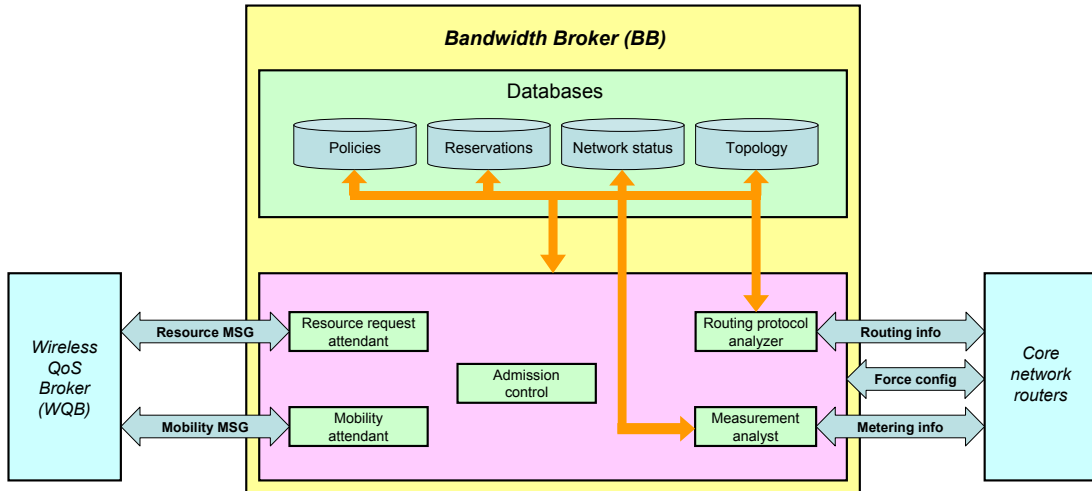 Bandwidth Broker (BB)
Databases
Policies
Reservations
Network status
Topology
Wireless
QoS
Broker
(WQB)
Resource MSG
Mobility MSG
Resource request
attendant
Mobility
attendant
Admission
control
Routing protocol
analyzer
Measurement
analyst
Routing info
Force config
Metering info
Core
network
routers